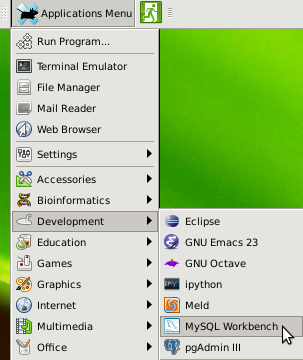 Applications Menu
Run Program...
Terminal Emulator
File Manager
Mail Reader
Web Browser
Settings
Accessories
Bioinformatics
Development
Education
Games
Graphics
Internet
Multimedia
Office
Eclipse
GNU Emacs 23
GNU Octave
ipython
Meld
MySQL Workbench
pgAdmin III